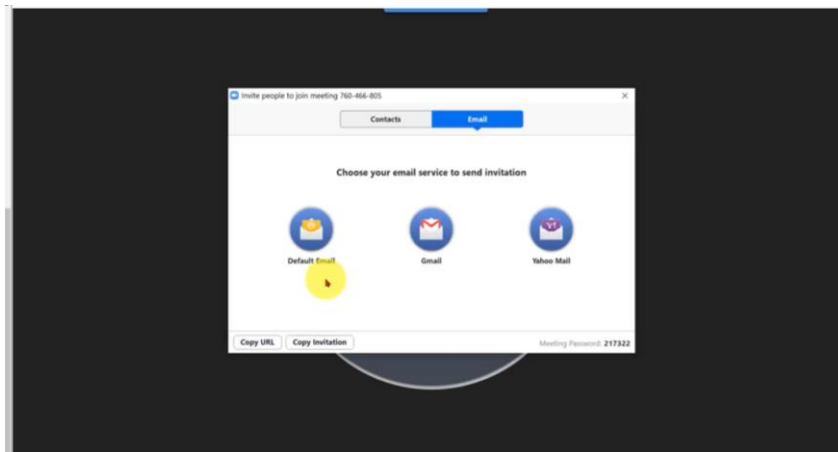 Invite people to join meeting 760-466-805
Contacts Email
Choose your email service to send invitation
Default Email Gmail Yahoo Mail
Copy URL Copy Invitation Meeting Password: 217322